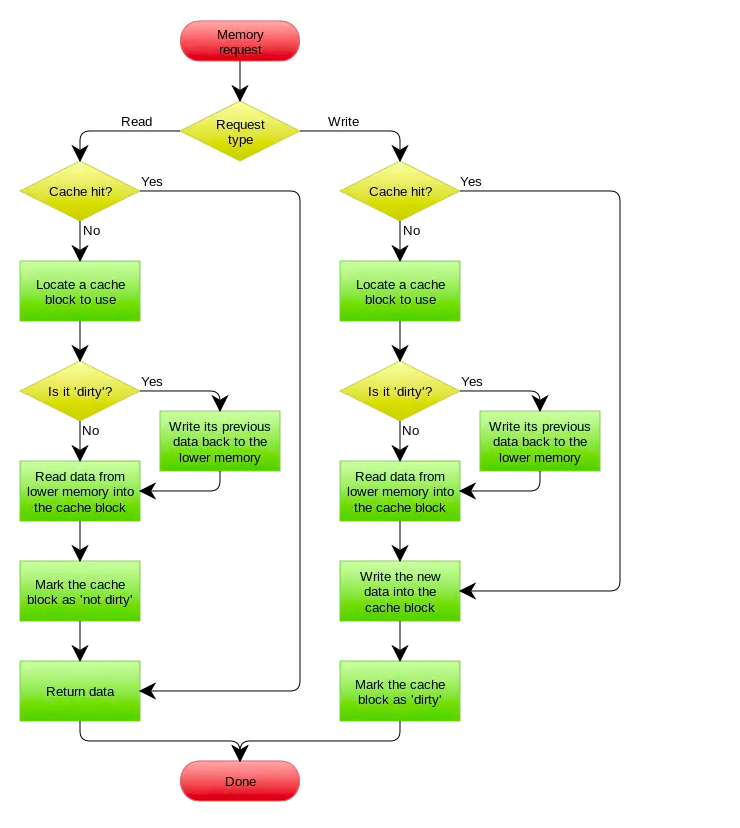 Memory
request
Request
type
Read
Write
Cache hit?
Yes
No
Locate a cache
block to use
Is it 'dirty'?
Yes
No
Write its previous
data back to the
lower memory
Read data from
lower memory into
the cache block
Mark the cache
block as 'not dirty'
Return data
Cache hit?
Yes
No
Locate a cache
block to use
Is it 'dirty'?
Yes
No
Write its previous
data back to the
lower memory
Read data from
lower memory into
the cache block
Write the new
data into the
cache block
Mark the cache
block as 'dirty'
Done